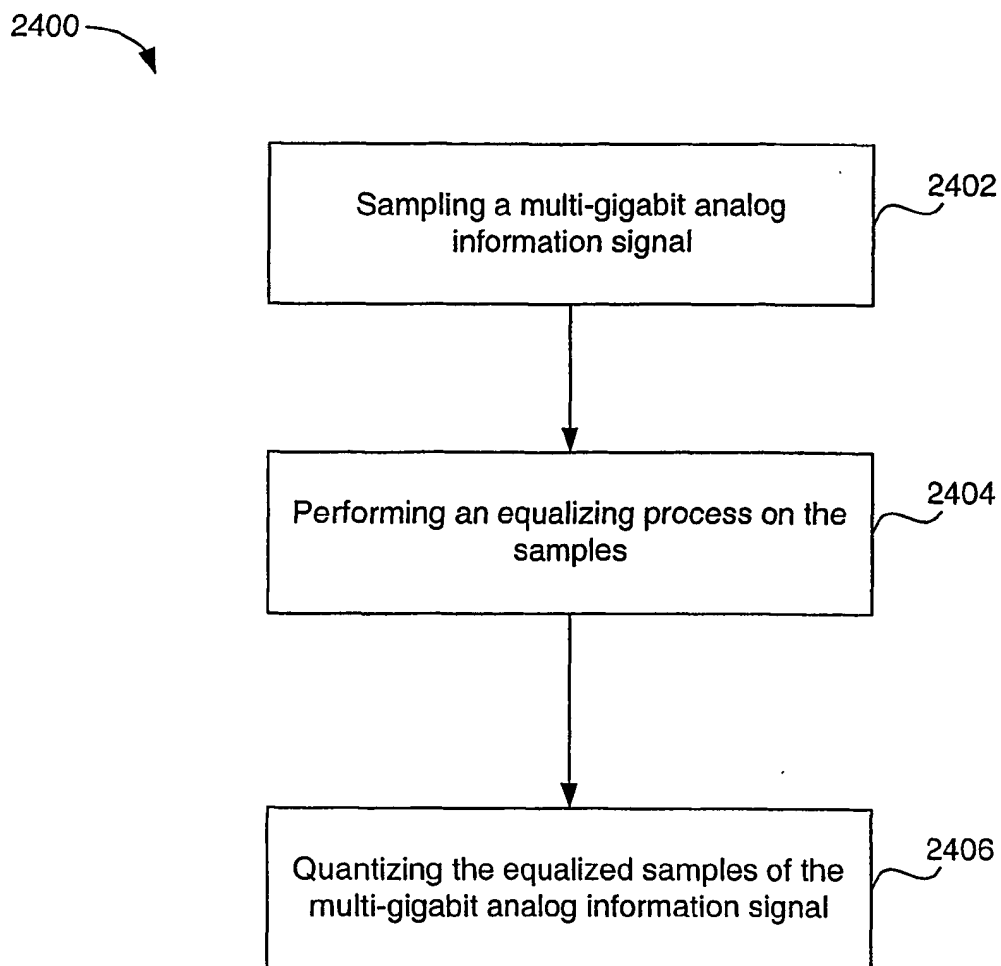 2400
Sampling a multi-gigabit analog
information signal
2402
Performing an equalizing process on the
samples
2404
Quantizing the equalized samples of the
multi-gigabit analog information signal
2406